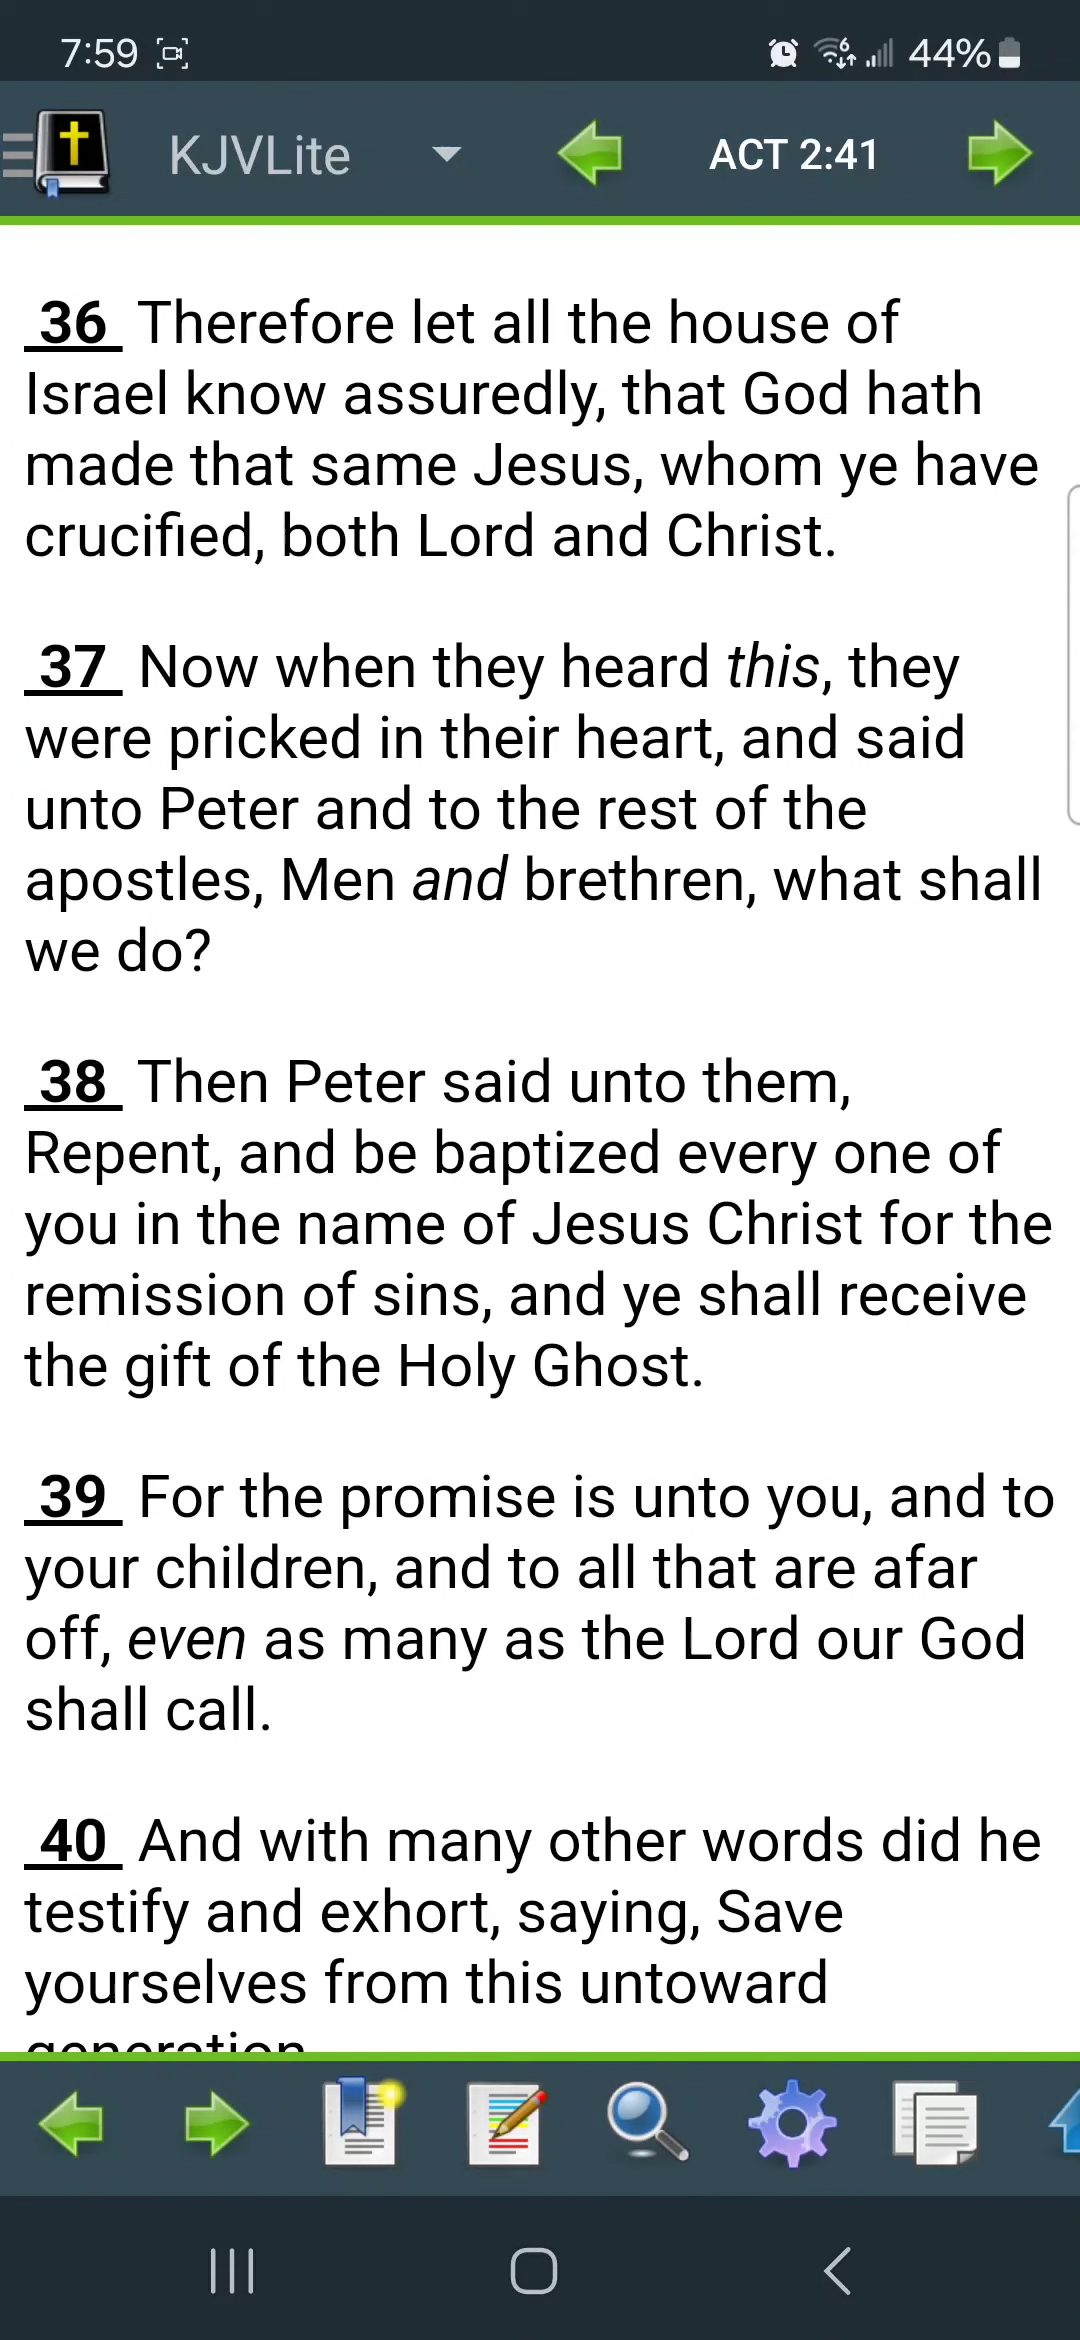 7:59 6 44%
KJVLite ACT 2:41
36 Therefore let all the house of
Israel know assuredly, that God hath
made that same Jesus, whom ye have
crucified, both Lord and Christ.
37 Now when they heard this, they
were pricked in their heart, and said
unto Peter and to the rest of the
apostles, Men and brethren, what shall
we do?
38 Then Peter said unto them,
Repent, and be baptized every one of
you in the name of Jesus Christ for the
remission of sins, and ye shall receive
the gift of the Holy Ghost.
39 For the promise is unto you, and to
your children, and to all that are afar
off, even as many as the Lord our God
shall call.
40 And with many other words did he
testify and exhort, saying, Save
yourselves from this untoward
generation